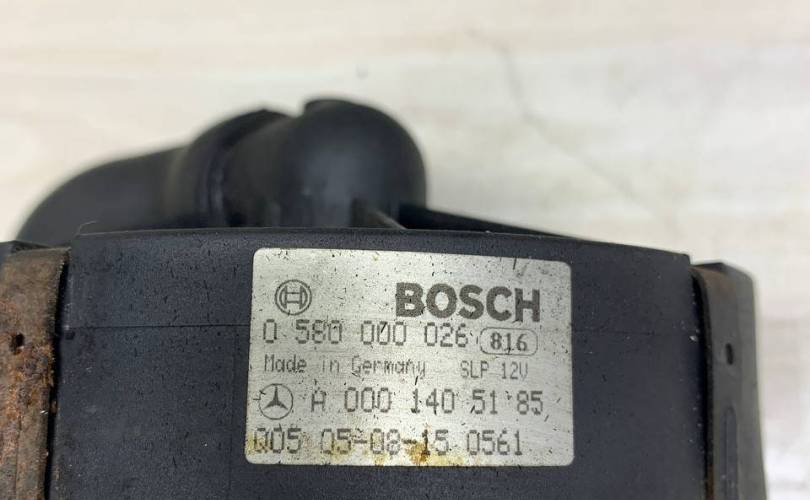 BOSCH
0 580 000 026 816
Made in Germany SLP 12V
A 000 140 51 85
Q05 05-08-15 0561